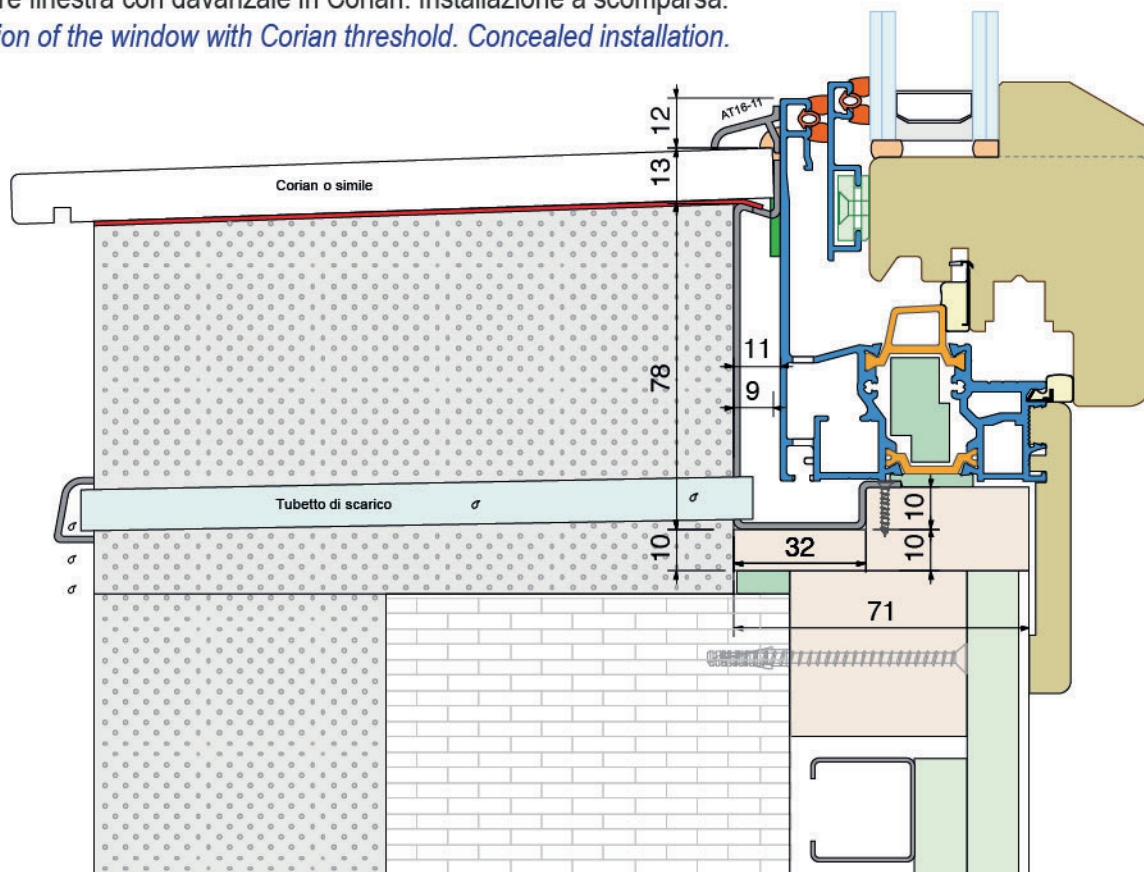 re finestra con davanzale in Corian. Installazione a scomparsa.
ion of the window with Corian threshold. Concealed installation.
12
AT16-11
13
Corian o simile
11
78
9
Tubetto di scarico
10
10
32
10
71